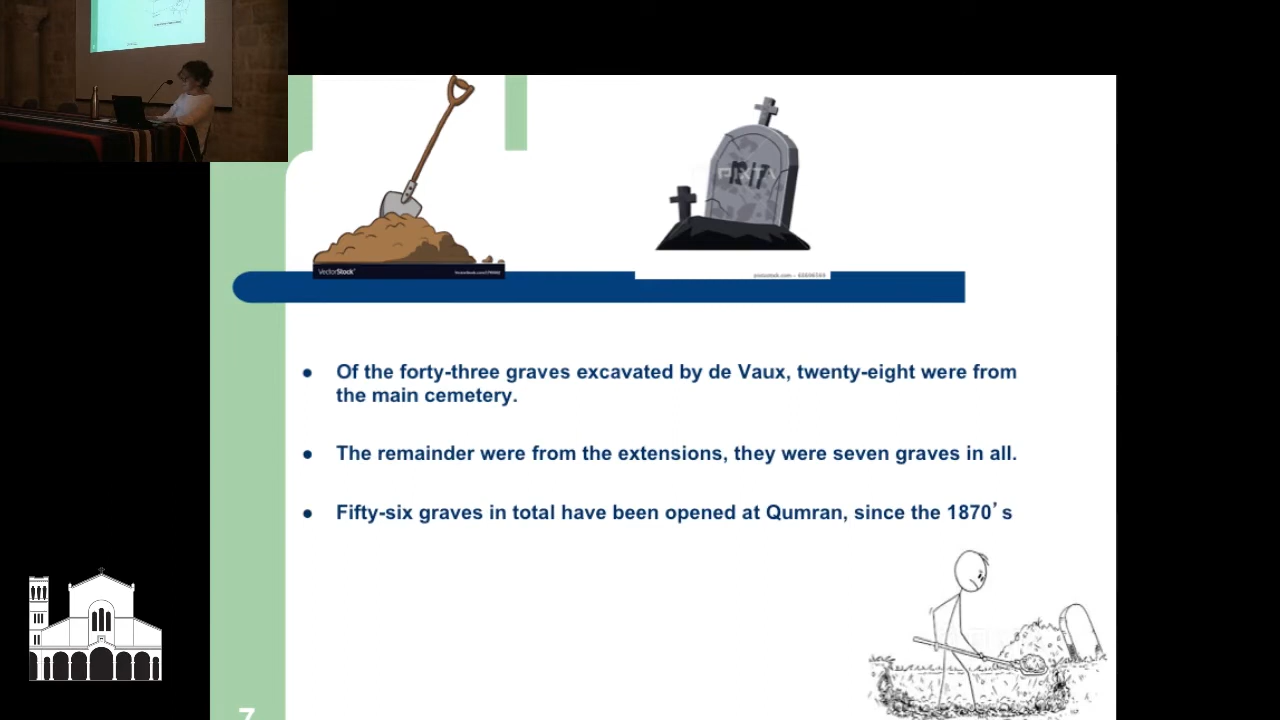 RIP
PIXTA
VectorStock®
● Of the forty-three graves excavated by de Vaux, twenty-eight were from
the main cemetery.
● The remainder were from the extensions, they were seven graves in all.
● Fifty-six graves in total have been opened at Qumran, since the 1870's
7